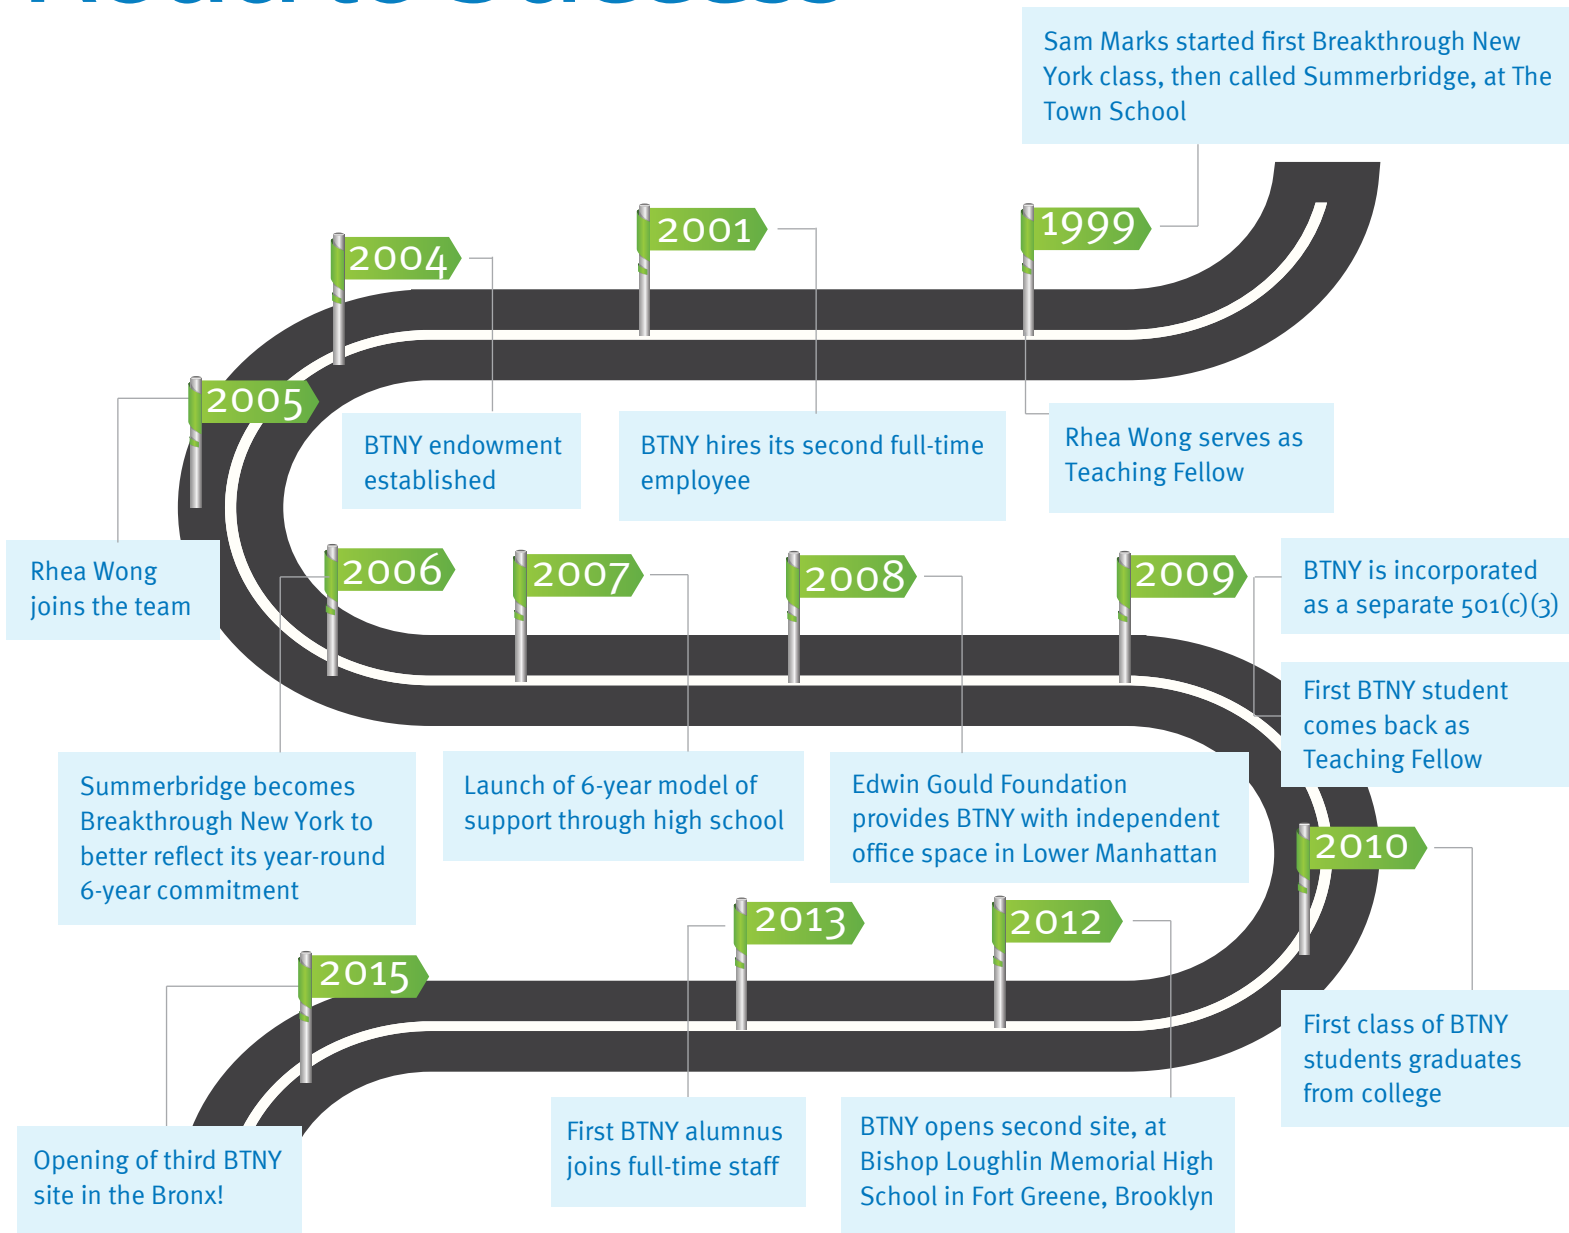 Road to Success
Sam Marks started first Breakthrough New
York class, then called Summerbridge, at The
Town School
1999
Rhea Wong serves as
Teaching Fellow
2001
BTNY hires its second full-time
employee
2004
BTNY endowment
established
2005
Rhea Wong
joins the team
2006
Summerbridge becomes
Breakthrough New York to
better reflect its year-round
6-year commitment
2007
Launch of 6-year model of
support through high school
2008
Edwin Gould Foundation
provides BTNY with independent
office space in Lower Manhattan
2009
BTNY is incorporated
as a separate 501(c)(3)
First BTNY student
comes back as
Teaching Fellow
2010
First class of BTNY
students graduates
from college
2012
BTNY opens second site, at
Bishop Loughlin Memorial High
School in Fort Greene, Brooklyn
2013
First BTNY alumnus
joins full-time staff
2015
Opening of third BTNY
site in the Bronx!